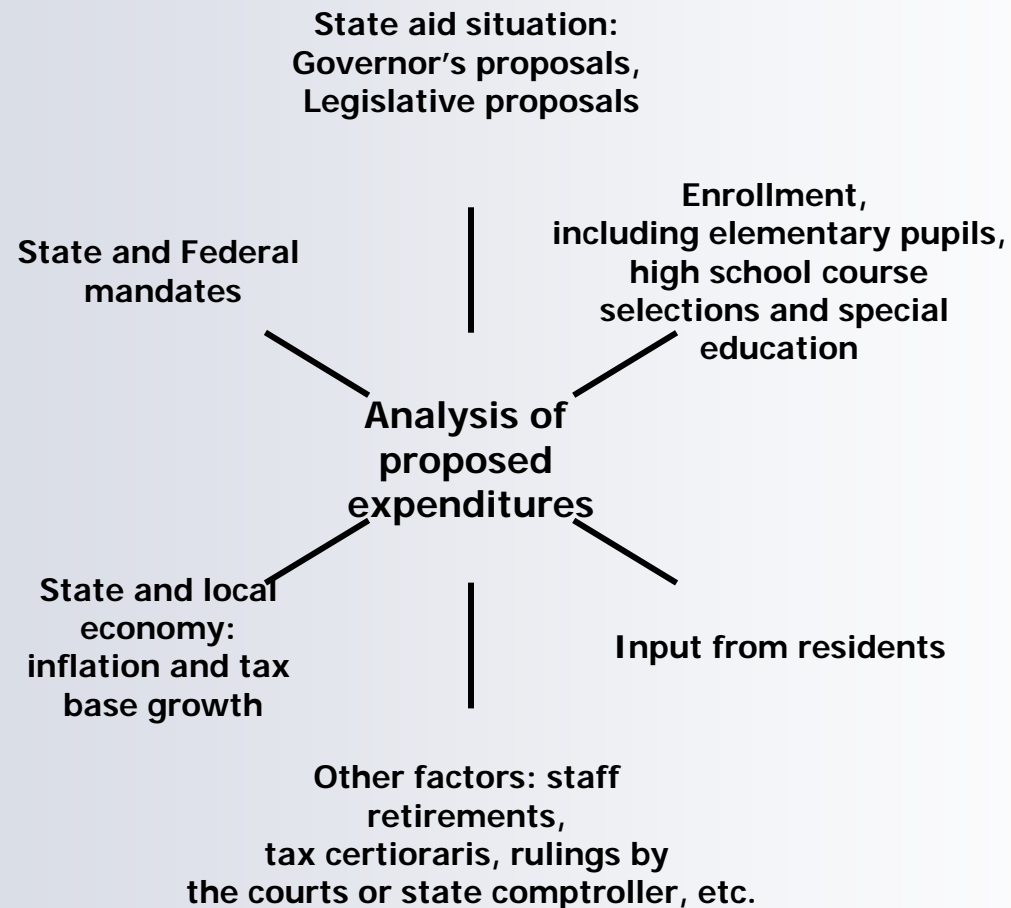 State aid situation:
Governor’s proposals,
Legislative proposals
Enrollment,
including elementary pupils,
high school course
selections and special
education
State and Federal
mandates
Analysis of
proposed
expenditures
State and local
economy:
inflation and tax
base growth
Input from residents
Other factors: staff
retirements,
tax certioraris, rulings by
the courts or state comptroller, etc.